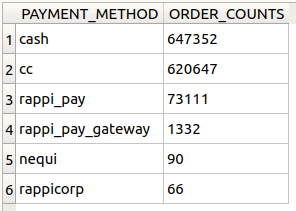 PAYMENT_METHOD ORDER_COUNTS
1 cash 647352
2 cc 620647
3 rappi_pay 73111
4 rappi_pay_gateway 1332
5 nequi 90
6 rappicorp 66